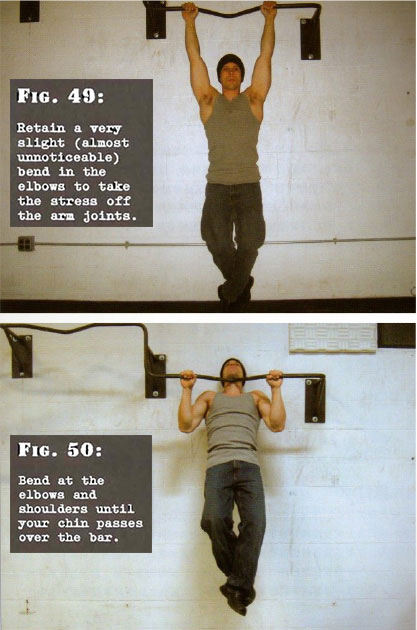 FIG. 49:
Retain a very
slight (almost
unnoticeable)
bend in the
elbows to take
the stress off
the arm joints.
FIG. 50:
Bend at the
elbows and
shoulders until
your chin passes
over the bar.